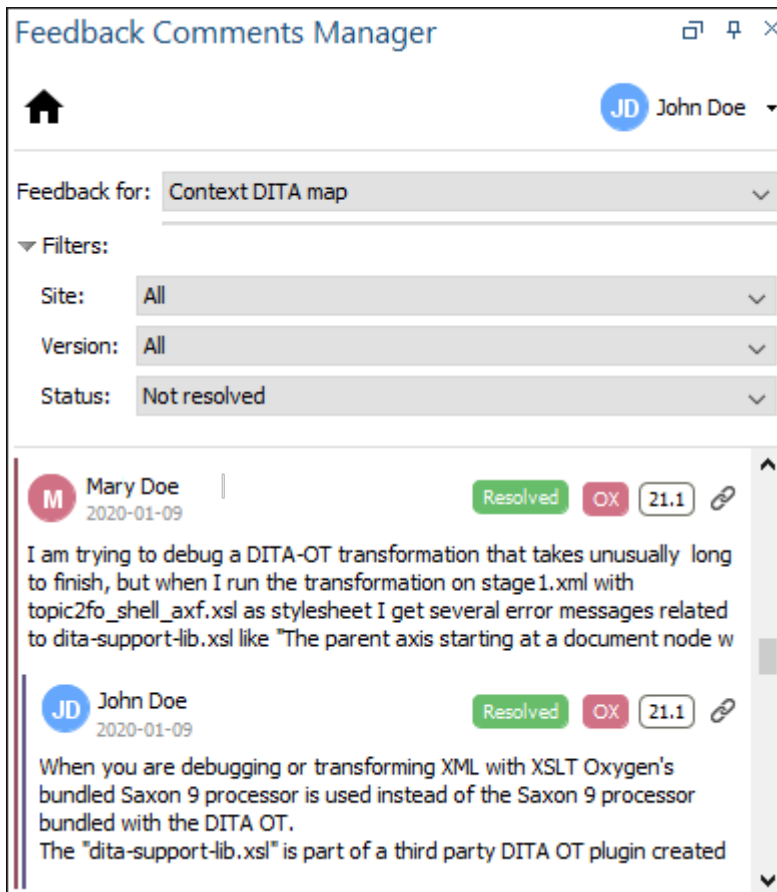 Feedback Comments Manager
JD John Doe
Feedback for: Context DITA map
Filters:
Site: All
Version: All
Status: Not resolved
M Mary Doe Resolved OX 21.1
2020-01-09
I am trying to debug a DITA-OT transformation that takes unusually long
to finish, but when I run the transformation on stage1.xml with
topic2fo_shell_axf.xsl as stylesheet I get several error messages related
to dita-support-lib.xsl like "The parent axis starting at a document node w
JD John Doe Resolved OX 21.1
2020-01-09
When you are debugging or transforming XML with XSLT Oxygen's
bundled Saxon 9 processor is used instead of the Saxon 9 processor
bundled with the DITA OT.
The "dita-support-lib.xsl" is part of a third party DITA OT plugin created